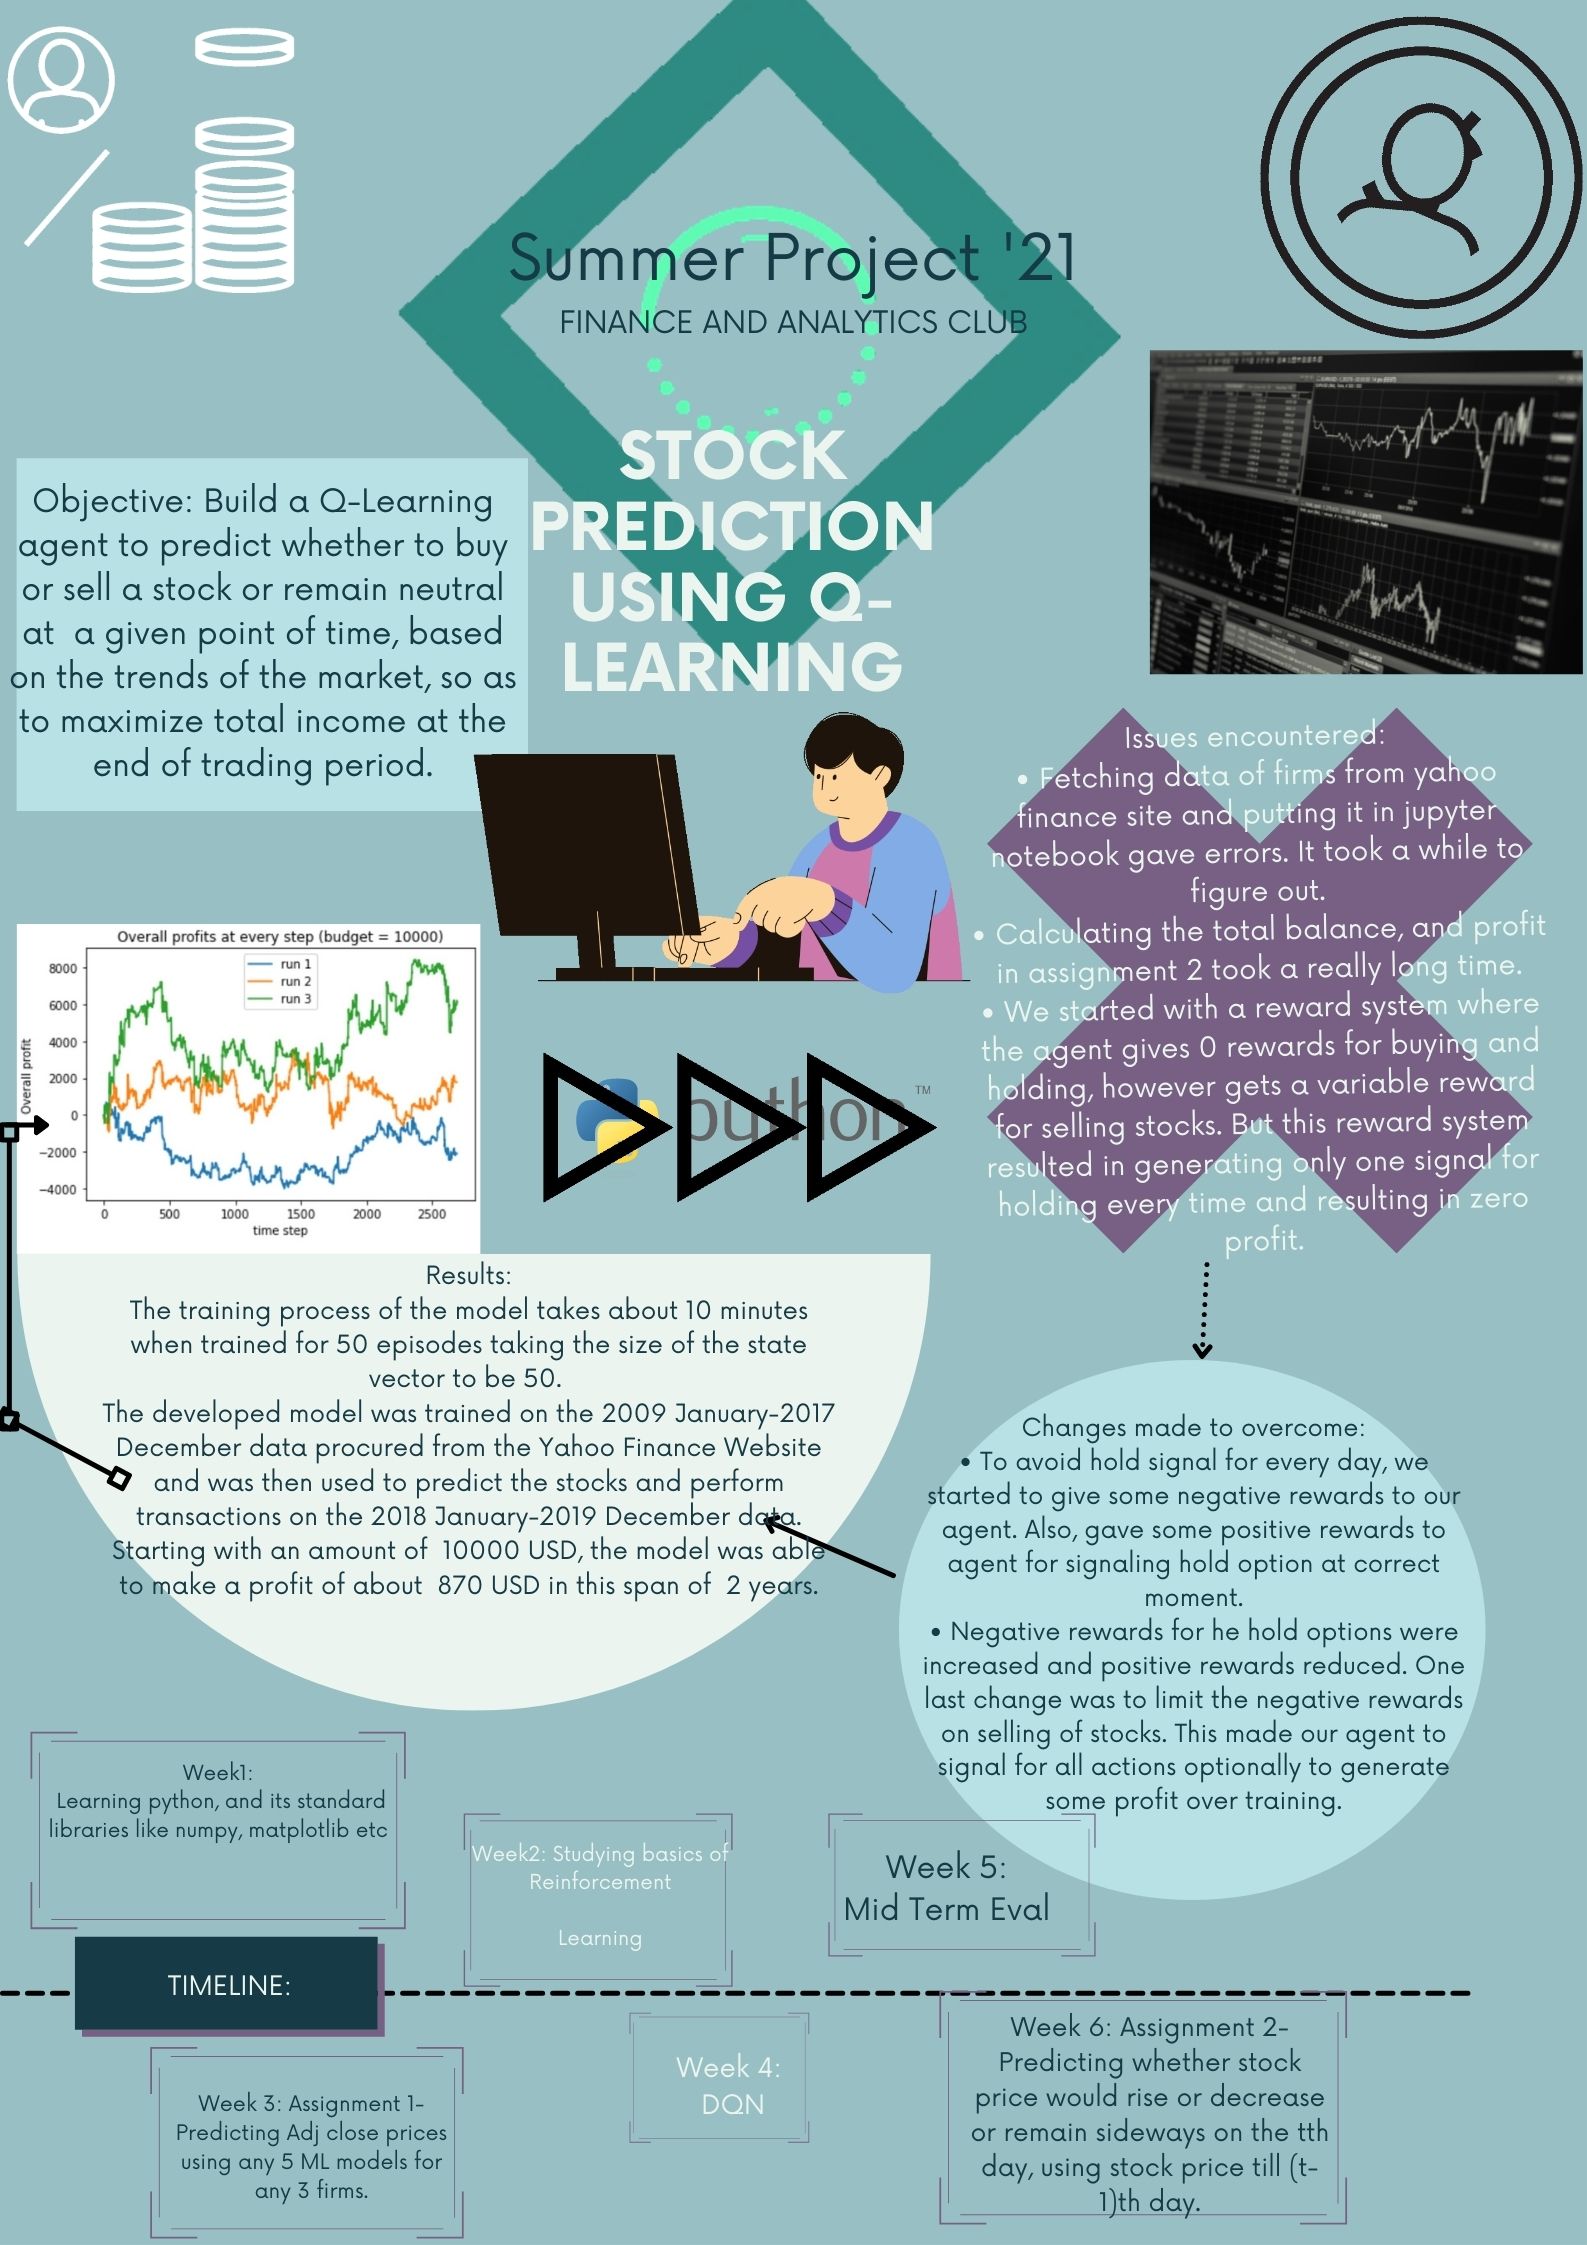 Summer Project '21
FINANCE AND ANALYTICS CLUB
STOCK
PREDICTION
USING Q-
LEARNING
Objective: Build a Q-Learning
agent to predict whether to buy
or sell a stock or remain neutral
at a given point of time, based
on the trends of the market, so as
to maximize total income at the
end of trading period.
Issues encountered:
• Fetching data of firms from yahoo
finance site and putting it in jupyter
notebook gave errors. It took a while to
figure out.
• Calculating the total balance, and profit
in assignment 2 took a really long time.
• We started with a reward system where
the agent gives 0 rewards for buying and
holding, however gets a variable reward
for selling stocks. But this reward system
resulted in generating only one signal for
holding every time and resulting in zero
profit.
Overall profits at every step (budget = 10000)
run 1
run 2
run 3
Overall profit
8000
6000
4000
2000
0
−2000
−4000
0 500 1000 1500 2000 2500
time step
python ™
Results:
The training process of the model takes about 10 minutes
when trained for 50 episodes taking the size of the state
vector to be 50.
The developed model was trained on the 2009 January-2017
December data procured from the Yahoo Finance Website
and was then used to predict the stocks and perform
transactions on the 2018 January-2019 December data.
Starting with an amount of 10000 USD, the model was able
to make a profit of about 870 USD in this span of 2 years.
Changes made to overcome:
• To avoid hold signal for every day, we
started to give some negative rewards to our
agent. Also, gave some positive rewards to
agent for signaling hold option at correct
moment.
• Negative rewards for he hold options were
increased and positive rewards reduced. One
last change was to limit the negative rewards
on selling of stocks. This made our agent to
signal for all actions optionally to generate
some profit over training.
Week1:
Learning python, and its standard
libraries like numpy, matplotlib etc
Week2: Studying basics of
Reinforcement
Learning
Week 5:
Mid Term Eval
TIMELINE:
Week 3: Assignment 1-
Predicting Adj close prices
using any 5 ML models for
any 3 firms.
Week 4:
DQN
Week 6: Assignment 2-
Predicting whether stock
price would rise or decrease
or remain sideways on the tth
day, using stock price till (t-
1)th day.